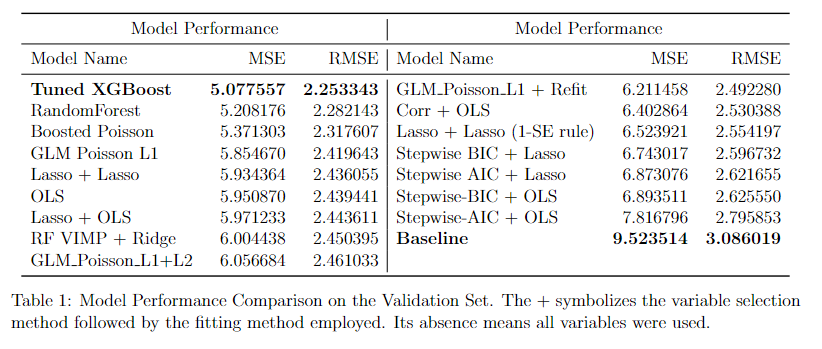 Model Performance Model Performance
Model Name MSE RMSE Model Name MSE RMSE
Tuned XGBoost 5.077557 2.253343 GLM_Poisson_L1 + Refit 6.211458 2.492280
RandomForest 5.208176 2.282143 Corr + OLS 6.402864 2.530388
Boosted Poisson 5.371303 2.317607 Lasso + Lasso (1-SE rule) 6.523921 2.554197
GLM Poisson L1 5.854670 2.419643 Stepwise BIC + Lasso 6.743017 2.596732
Lasso + Lasso 5.934364 2.436055 Stepwise AIC + Lasso 6.873076 2.621655
OLS 5.950870 2.439441 Stepwise-BIC + OLS 6.893511 2.625550
Lasso + OLS 5.971233 2.443611 Stepwise-AIC + OLS 7.816796 2.795853
RF VIMP + Ridge 6.004438 2.450395 Baseline 9.523514 3.086019
GLM_Poisson_L1+L2 6.056684 2.461033
Table 1: Model Performance Comparison on the Validation Set. The + symbolizes the variable selection
method followed by the fitting method employed. Its absence means all variables were used.